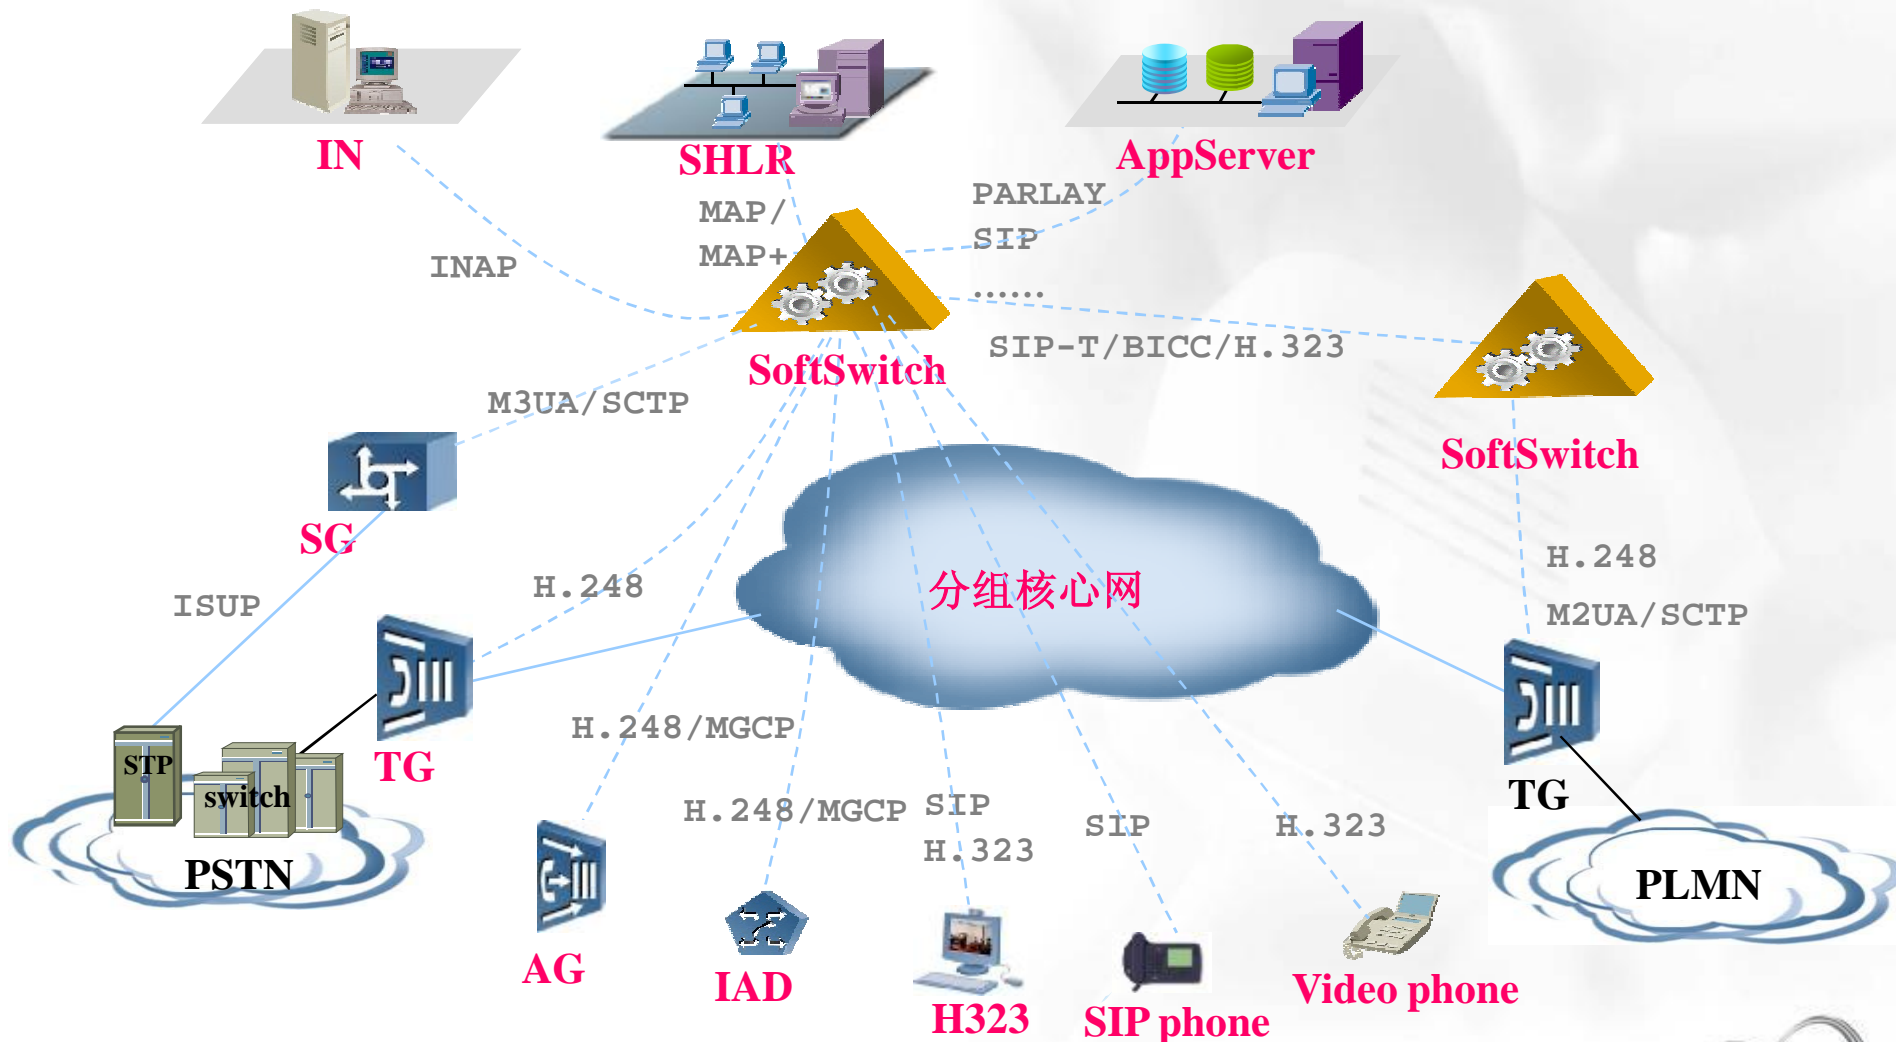 IN
SHLR
AppServer
MAP/
MAP+
PARLAY
SIP
......
INAP
SIP-T/BICC/H.323
SoftSwitch
M3UA/SCTP
SoftSwitch
SG
ISUP
H.248
分组核心网
H.248
M2UA/SCTP
STP
switch
PSTN
TG
H.248/MGCP
H.248/MGCP
SIP
H.323
SIP
H.323
TG
PLMN
AG
IAD
H323
SIP phone
Video phone